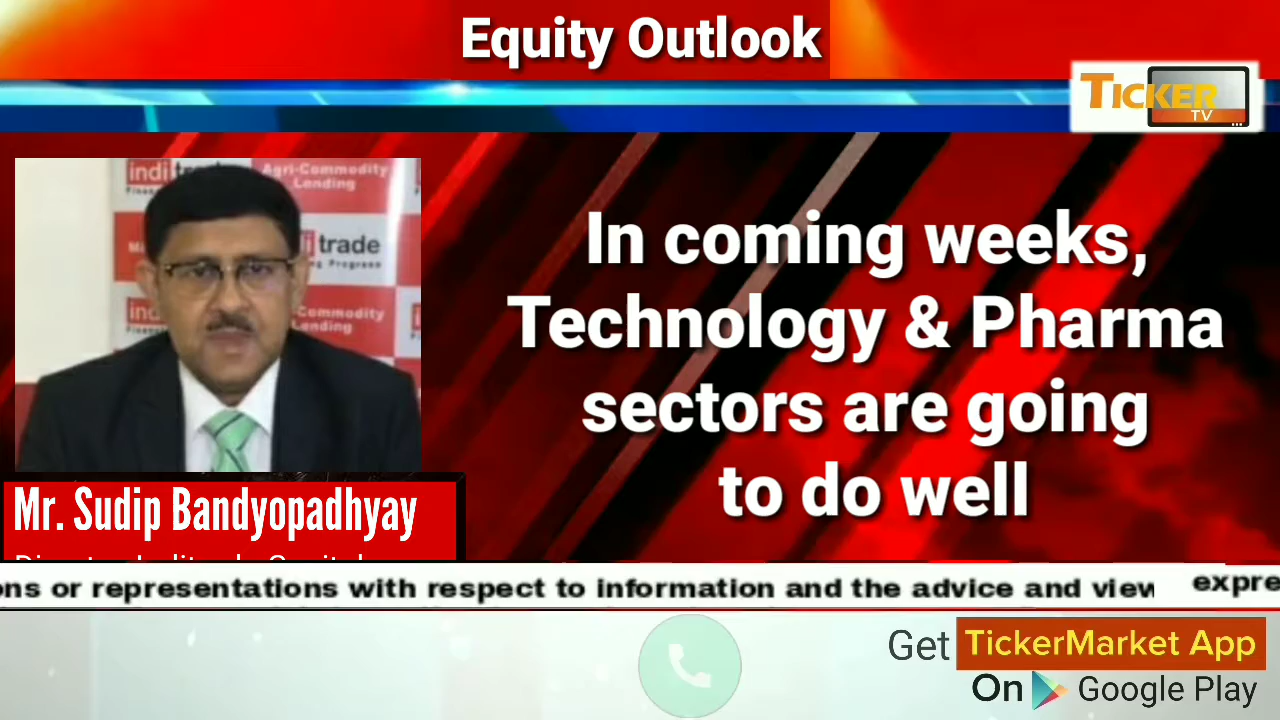 Equity Outlook
TICKER
TV
Agri-Commodity
Lending
trade
In coming weeks,
Technology & Pharma
sectors are going
to do well
Mr. Sudip Bandyopadhyay
ons or representations with respect to information and the advice and view expre
Get TickerMarket App
On Google Play